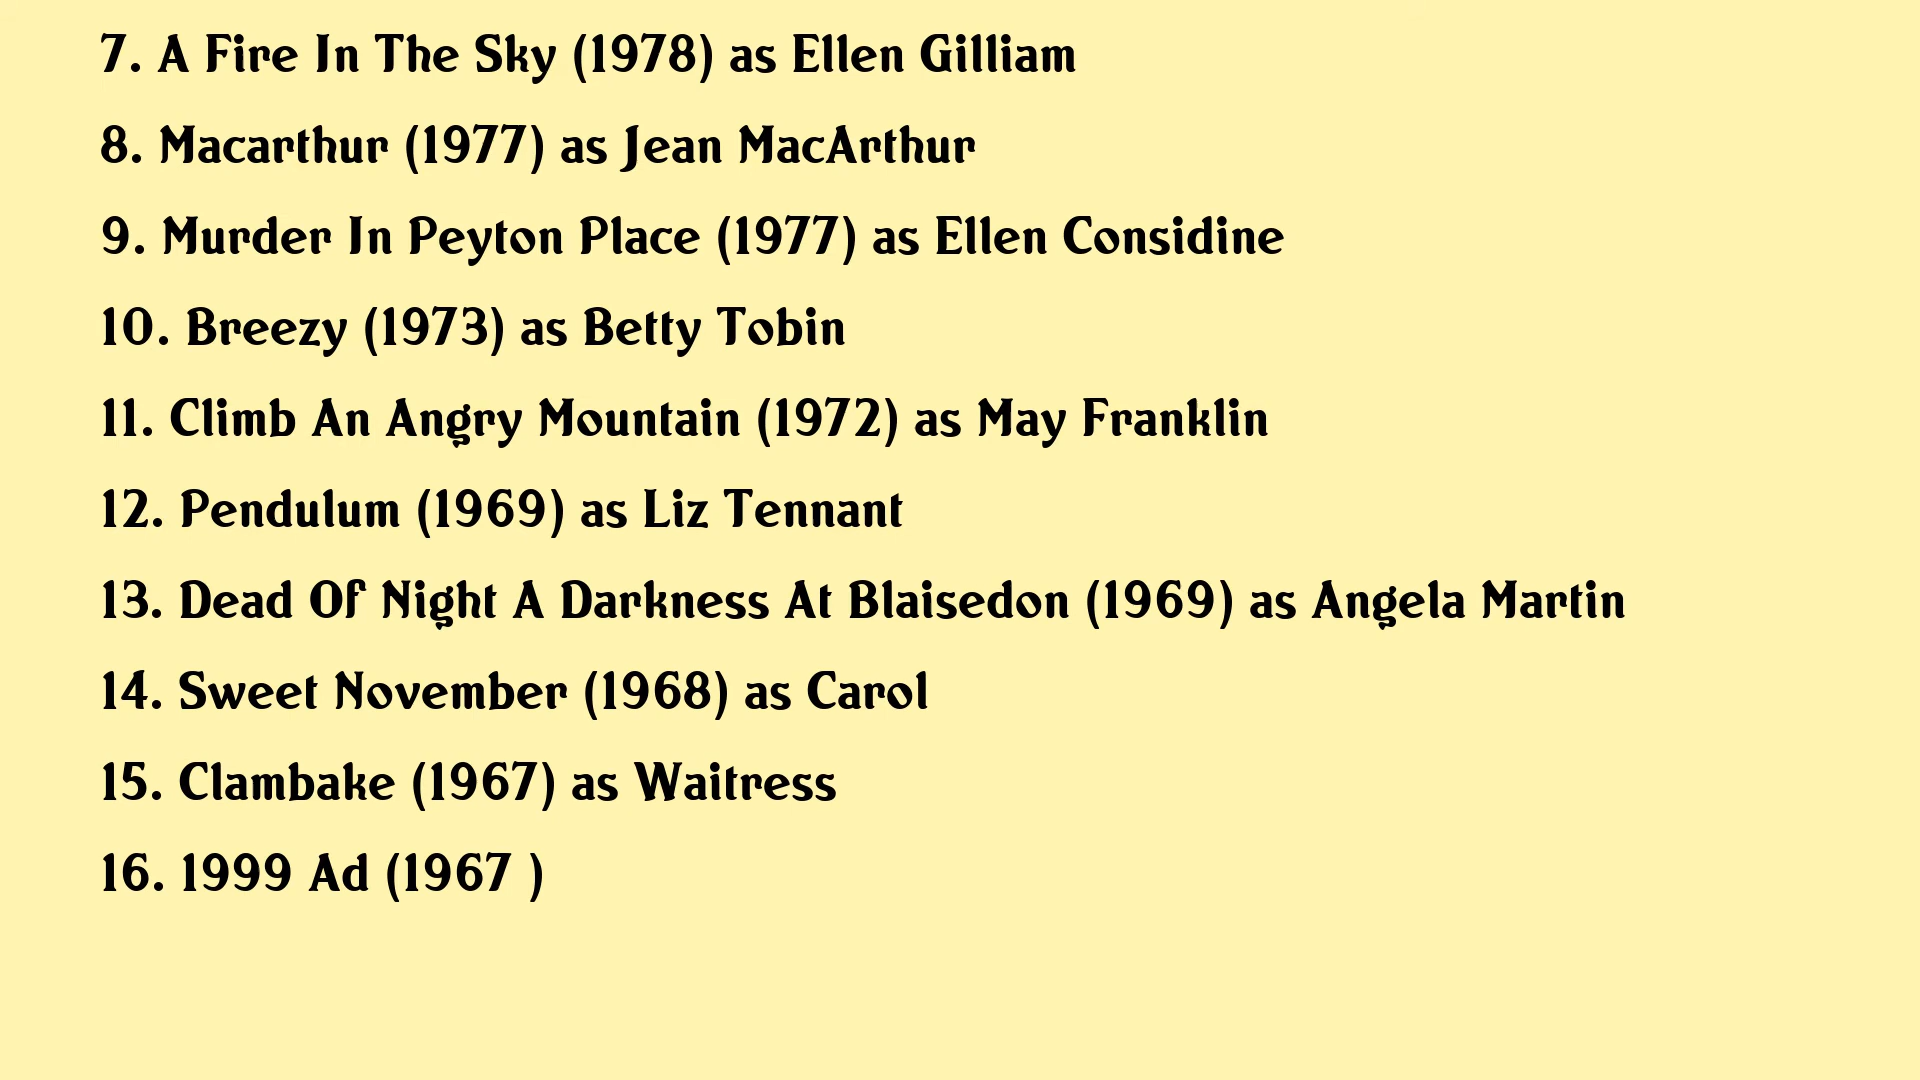 7. A Fire In The Sky (1978) as Ellen Gilliam
8. Macarthur (1977) as Jean MacArthur
9. Murder In Peyton Place (1977) as Ellen Considine
10. Breezy (1973) as Betty Tobin
11. Climb An Angry Mountain (1972) as May Franklin
12. Pendulum (1969) as Liz Tennant
13. Dead Of Night A Darkness At Blaisedon (1969) as Angela Martin
14. Sweet November (1968) as Carol
15. Clambake (1967) as Waitress
16. 1999 Ad (1967 )